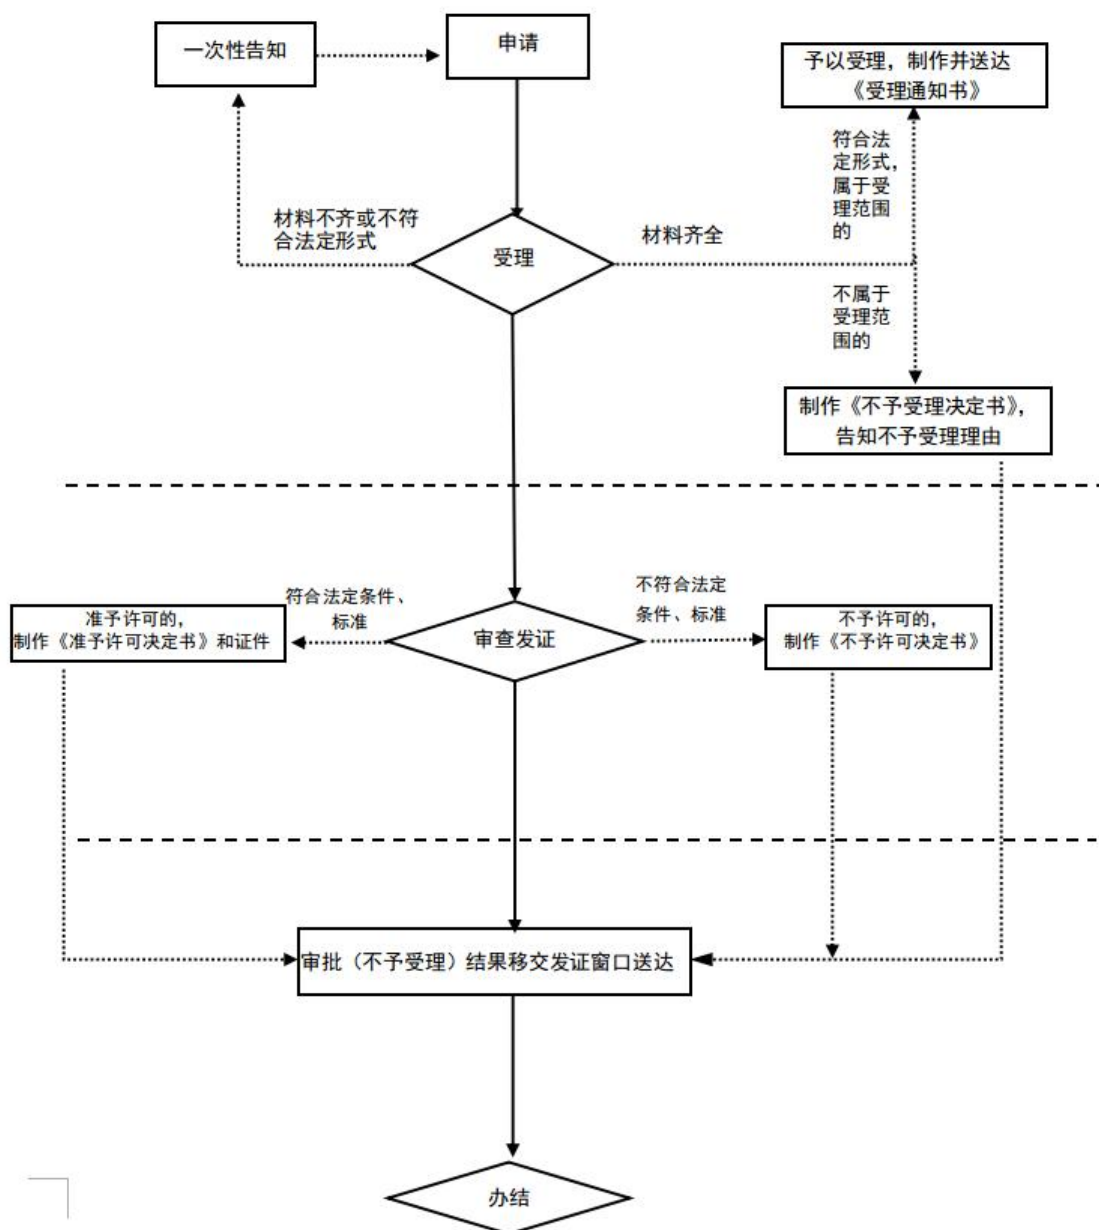 一次性告知
申请
予以受理，制作并送达
《受理通知书》
符合法
定形式，
属于受
理范围
的
材料不齐或不符
合法定形式
受理
材料齐全
不属于
受理范
围的
制作《不予受理决定书》，
告知不予受理理由
符合法定条件、
标准
不符合法定
条件、标准
准予许可的，
制作《准予许可决定书》和证件
审查发证
不予许可的，
制作《不予许可决定书》
审批（不予受理）结果移交发证窗口送达
办结